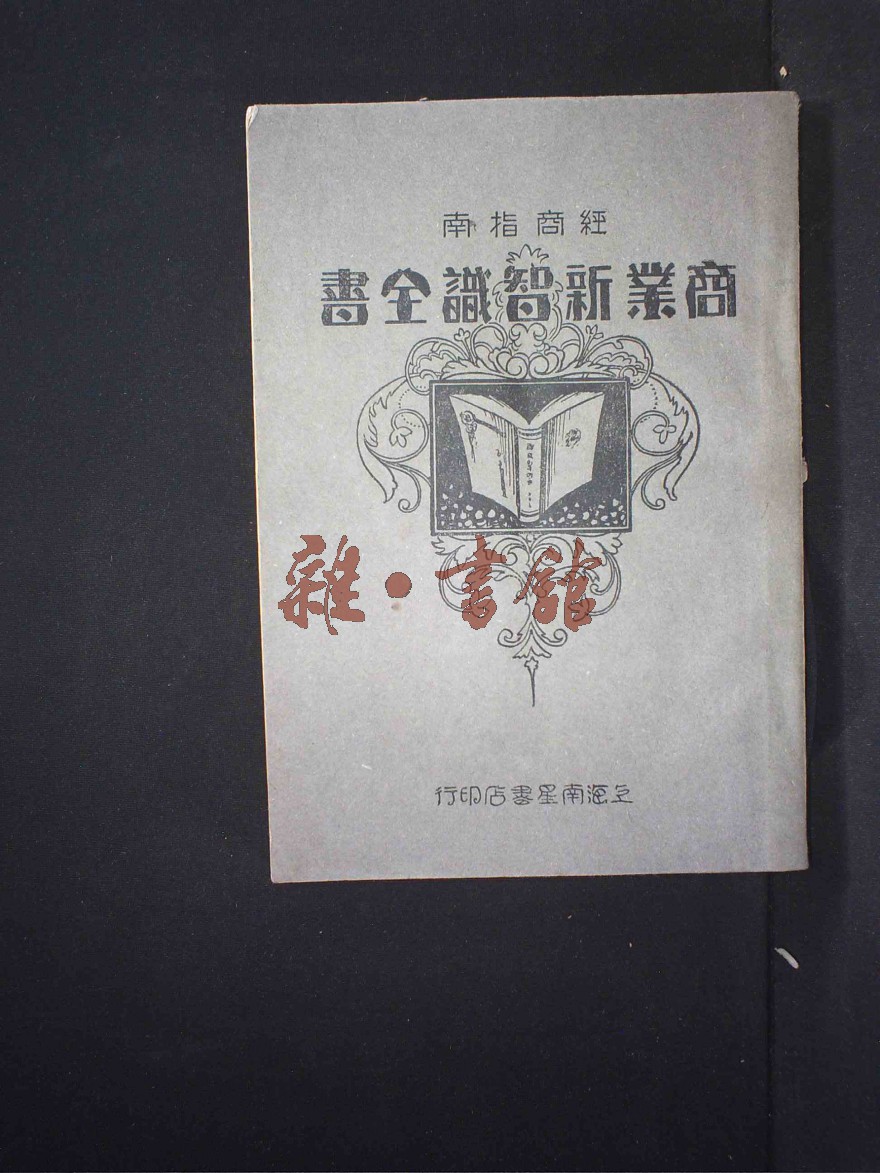 經商指南
商業新智識全書
雜·書館
上海南星書店印行